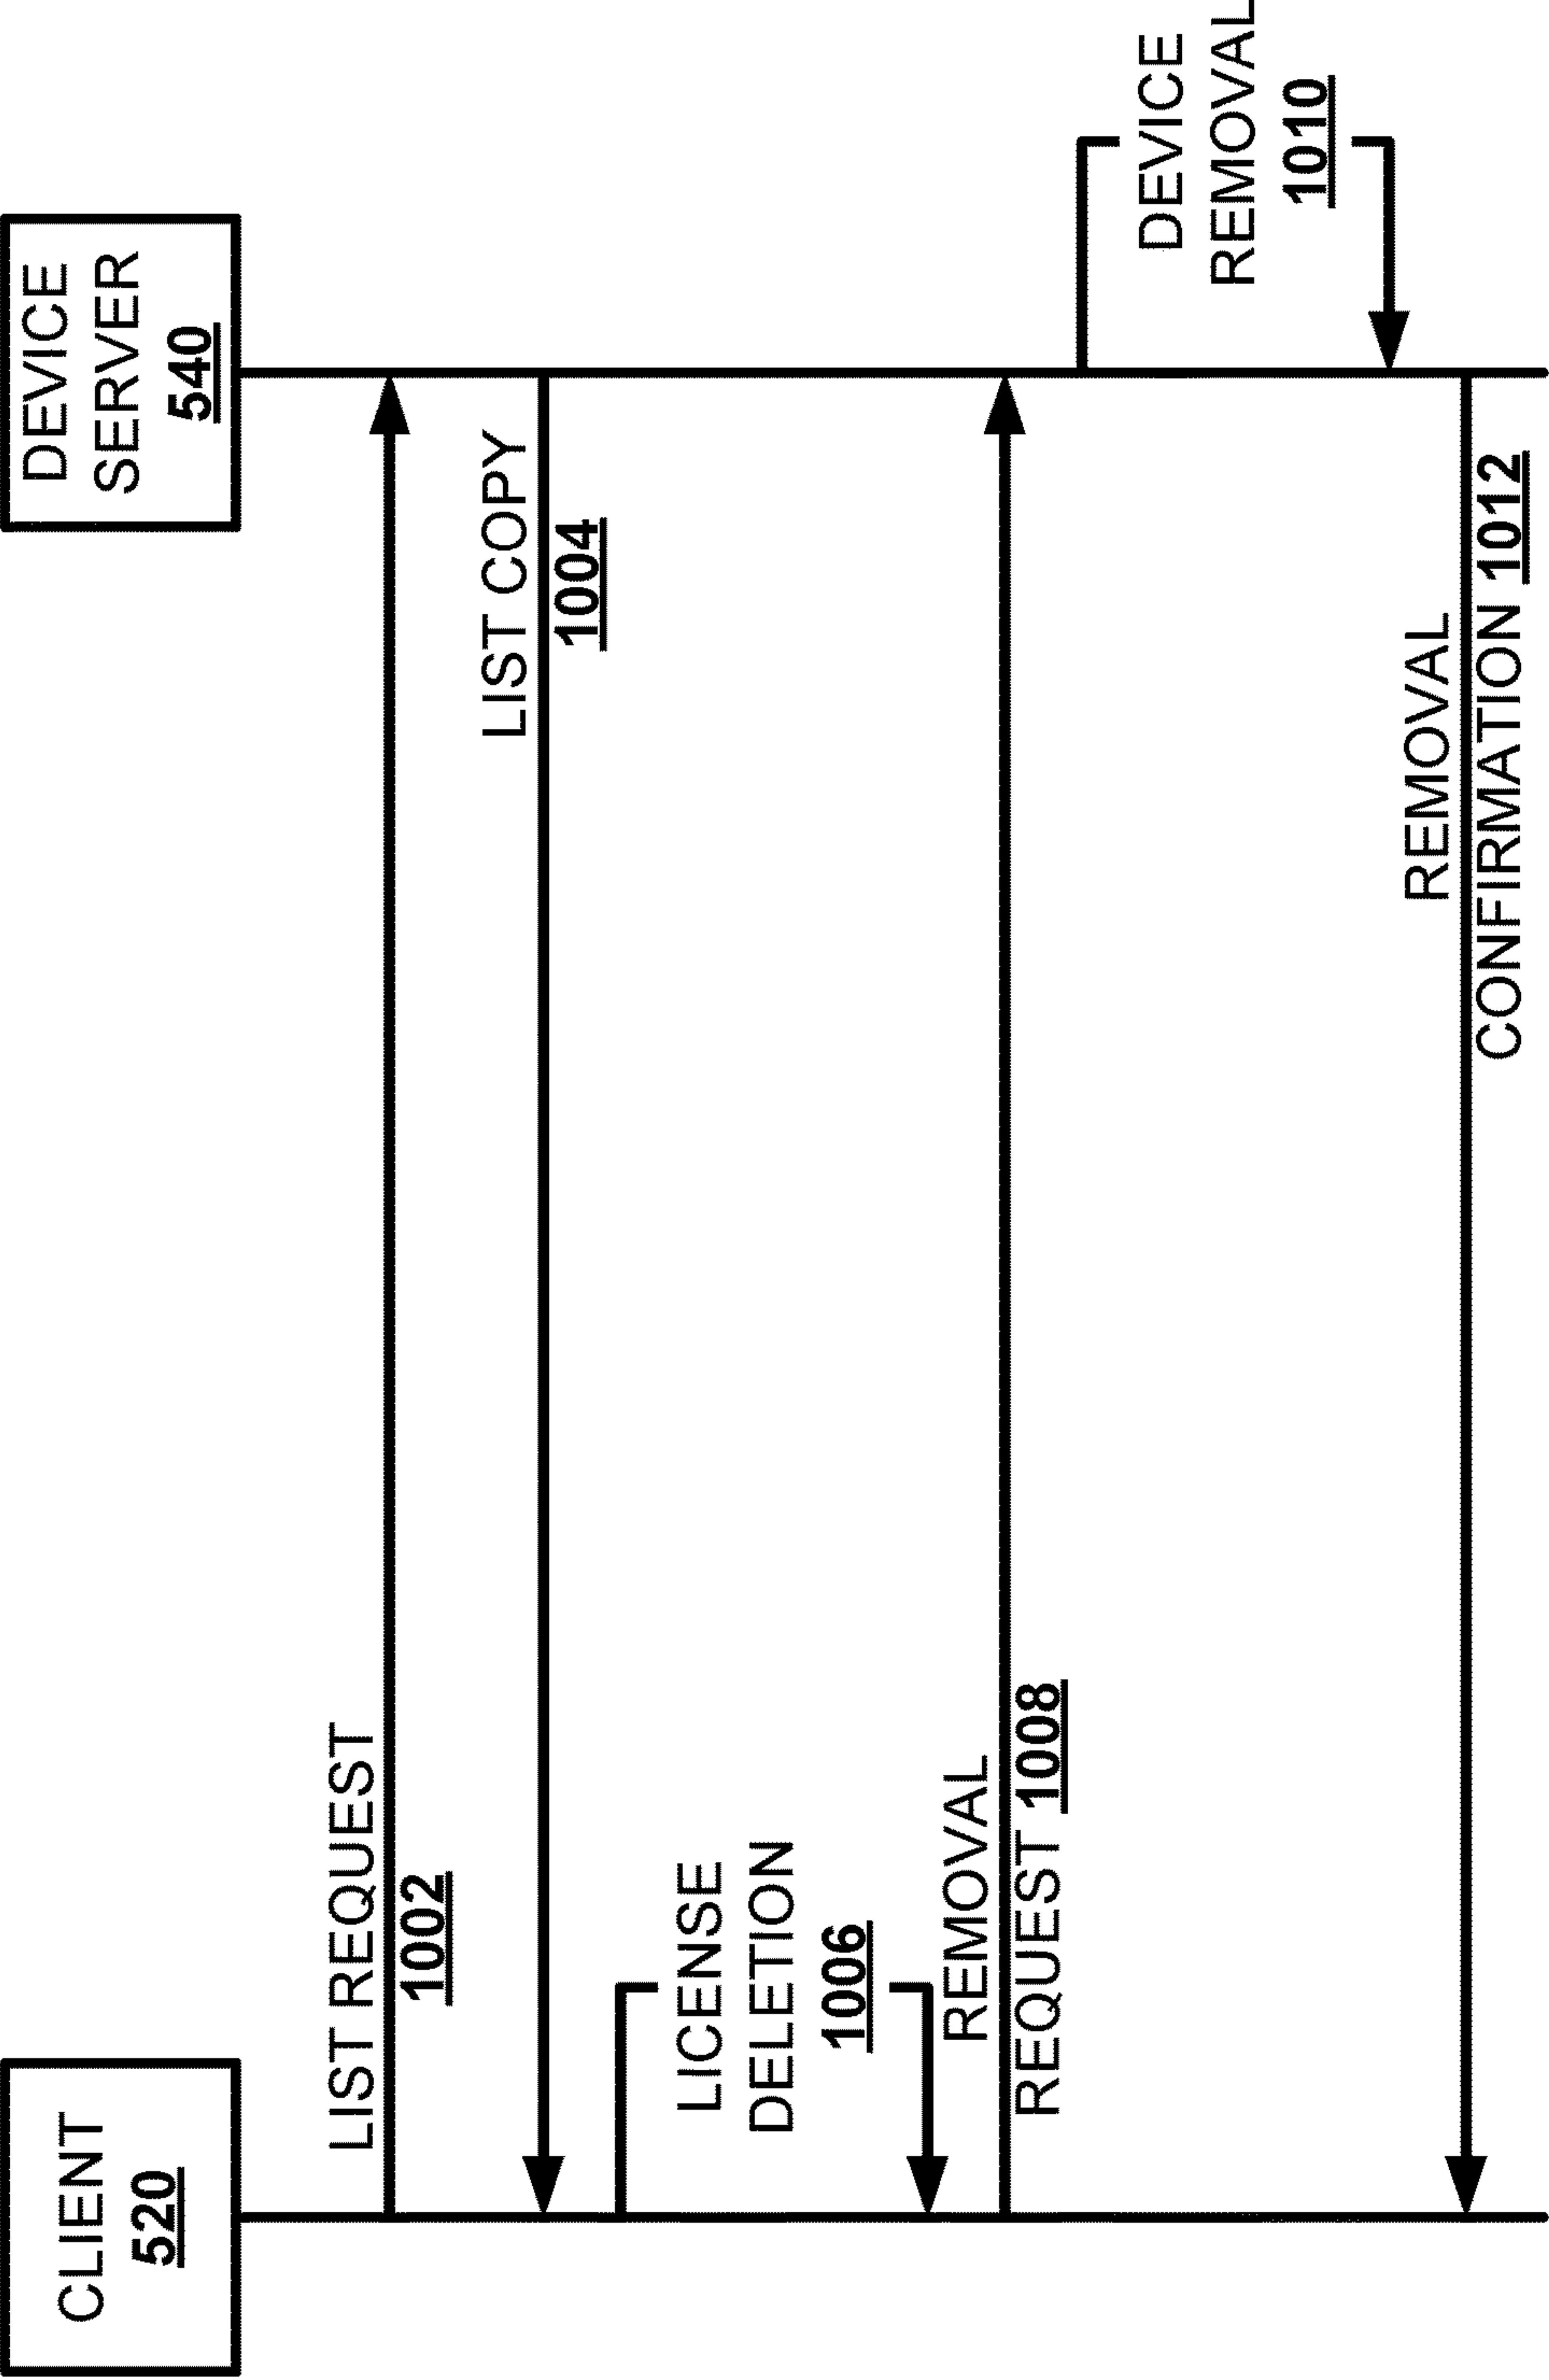 CLIENT
520
DEVICE
SERVER
540
LIST REQUEST
1002
LIST COPY
1004
LICENSE
DELETION
1006
REMOVAL
REQUEST 1008
DEVICE
REMOVAL
1010
REMOVAL
CONFIRMATION 1012